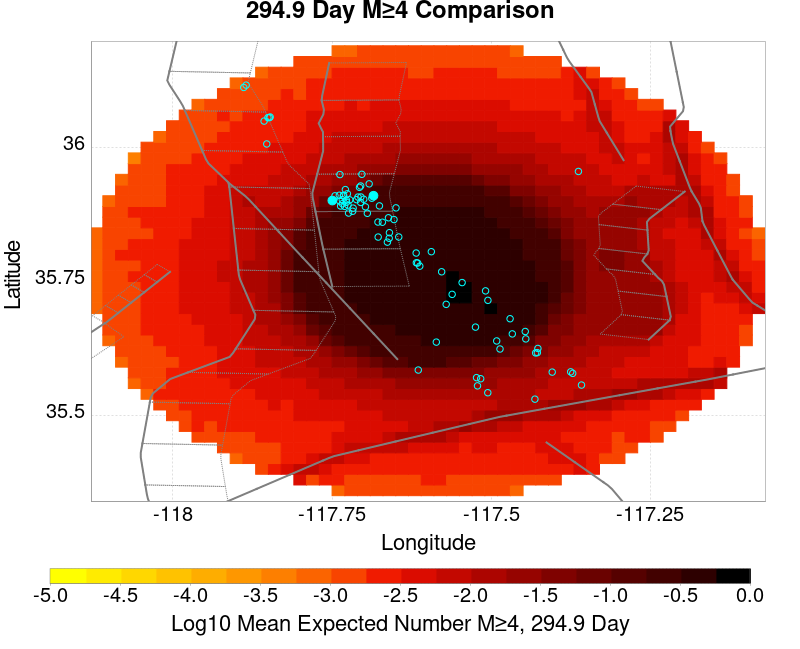 294.9 Day M≥4 Comparison
36
35.75
35.5
Latitude
-118 -117.75 -117.5 -117.25
Longitude
-5.0 -4.5 -4.0 -3.5 -3.0 -2.5 -2.0 -1.5 -1.0 -0.5 0.0
Log10 Mean Expected Number M≥4, 294.9 Day